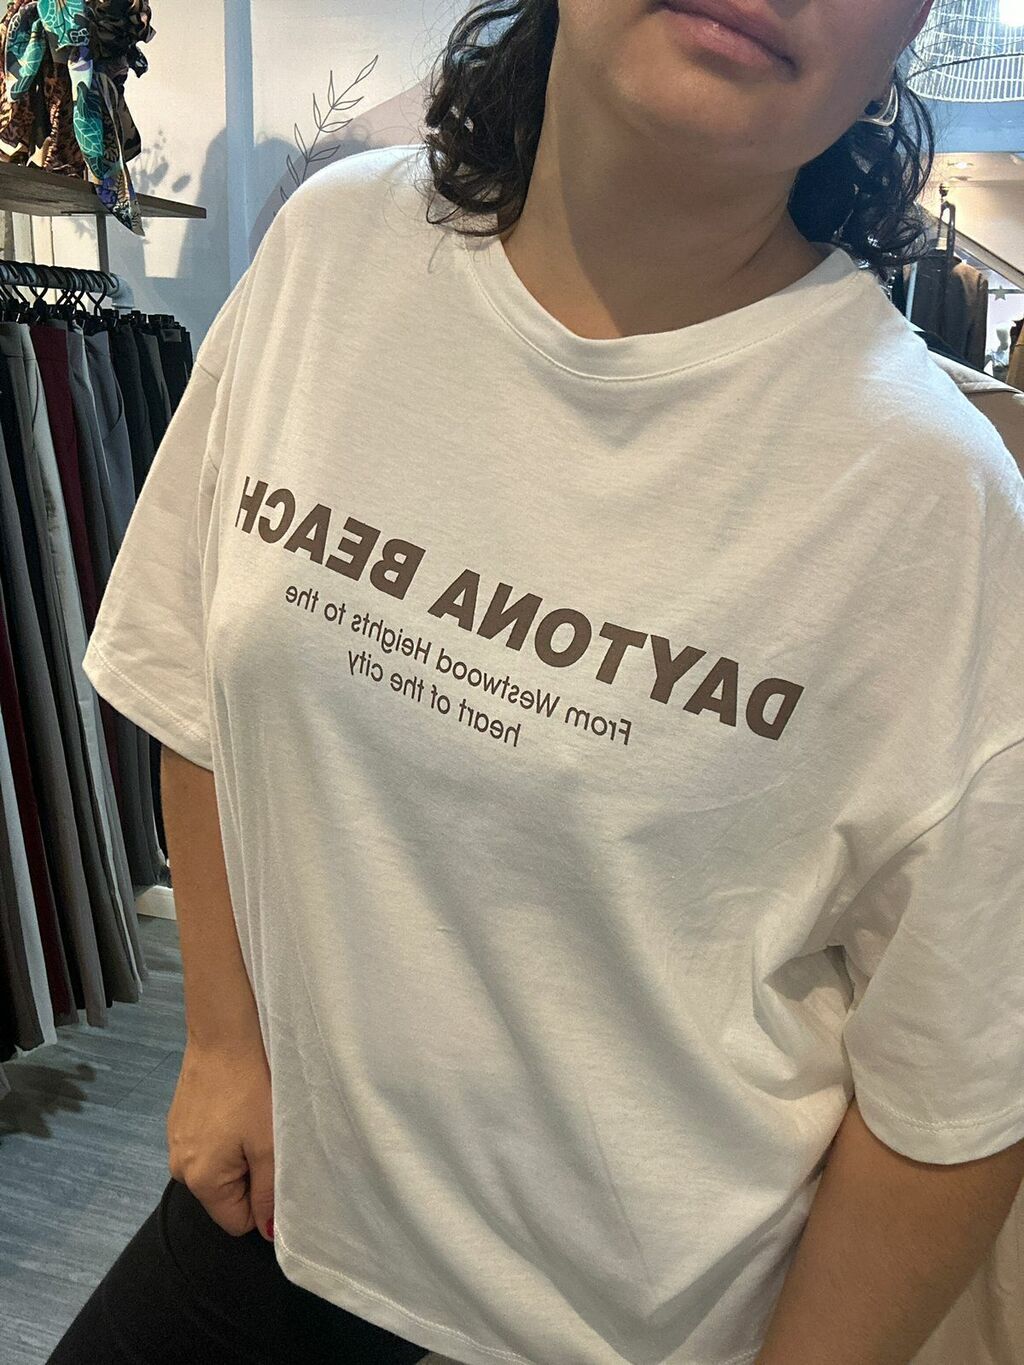 DAYTONA BEACH
From Westwood Heights to the
heart of the city